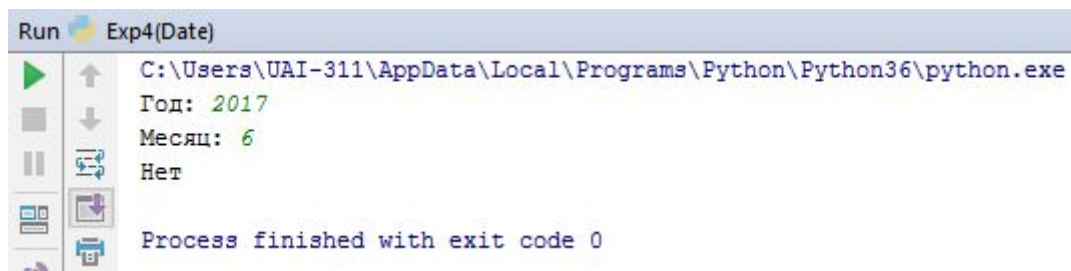 Run Exp4(Date)
C:\Users\UAI-311\AppData\Local\Programs\Python\Python36\python.exe
Год: 2017
Месяц: 6
Нет
Process finished with exit code 0